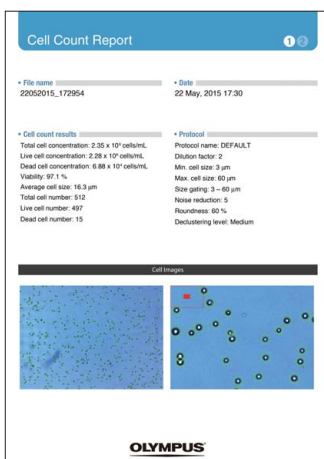 Cell Count Report
1 2
• File name
22052015_172954
• Date
22 May, 2015 17:30
• Cell count results
Total cell concentration: 2.35 x 10⁶ cells/mL
Live cell concentration: 2.28 x 10⁶ cells/mL
Dead cell concentration: 6.88 x 10⁴ cells/mL
Viability: 97.1 %
Average cell size: 16.3 µm
Total cell number: 512
Live cell number: 497
Dead cell number: 15
• Protocol
Protocol name: DEFAULT
Dilution factor: 2
Min. cell size: 3 µm
Max. cell size: 60 µm
Size gating: 3 – 60 µm
Noise reduction: 5
Roundness: 60 %
Declustering level: Medium
Cell Images
OLYMPUS